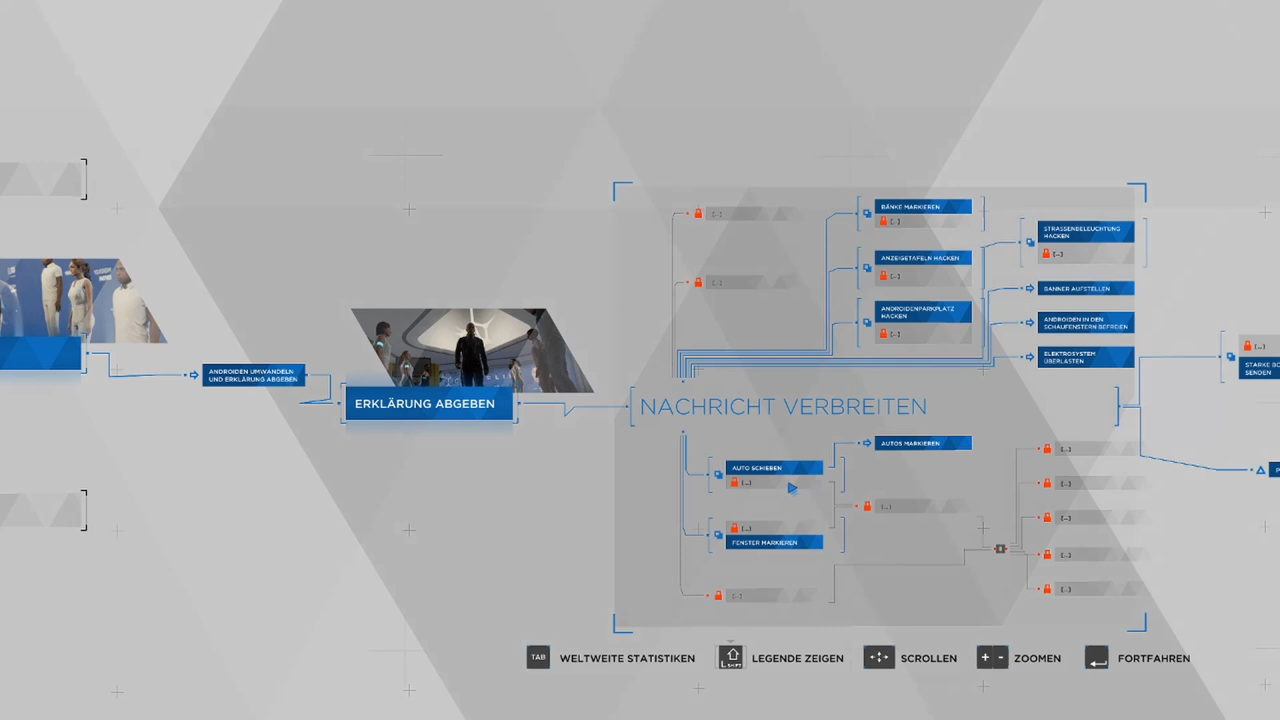 BÄNKE MARKIEREN
[...]
[...]
STRASSENBELEUCHTUNG
HACKEN
[...]
ANZEIGETAFELN HACKEN
[...]
[...]
BANNER AUFSTELLEN
ANDROIDENPARKPLATZ
HACKEN
[...]
ANDROIDEN IN DEN
SCHAUFENSTERN BEFREIEN
ELEKTROSYSTEM
ÜBERLASTEN
[...]
STARKE
SENDEN
ANDROIDEN UMWANDELN
UND ERKLÄRUNG ABGEBEN
ERKLÄRUNG ABGEBEN
NACHRICHT VERBREITEN
AUTOS MARKIEREN
AUTO SCHIEBEN
[...]
[...]
FENSTER MARKIEREN
[...]
[...]
[...]
[...]
[...]
[...]
[...]
TAB WELTWEITE STATISTIKEN
LEGENDE ZEIGEN
SCROLLEN
+ - ZOOMEN
FORTFAHREN